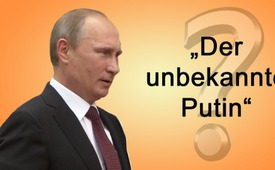 ?
„Der
unbekannte
Putin“